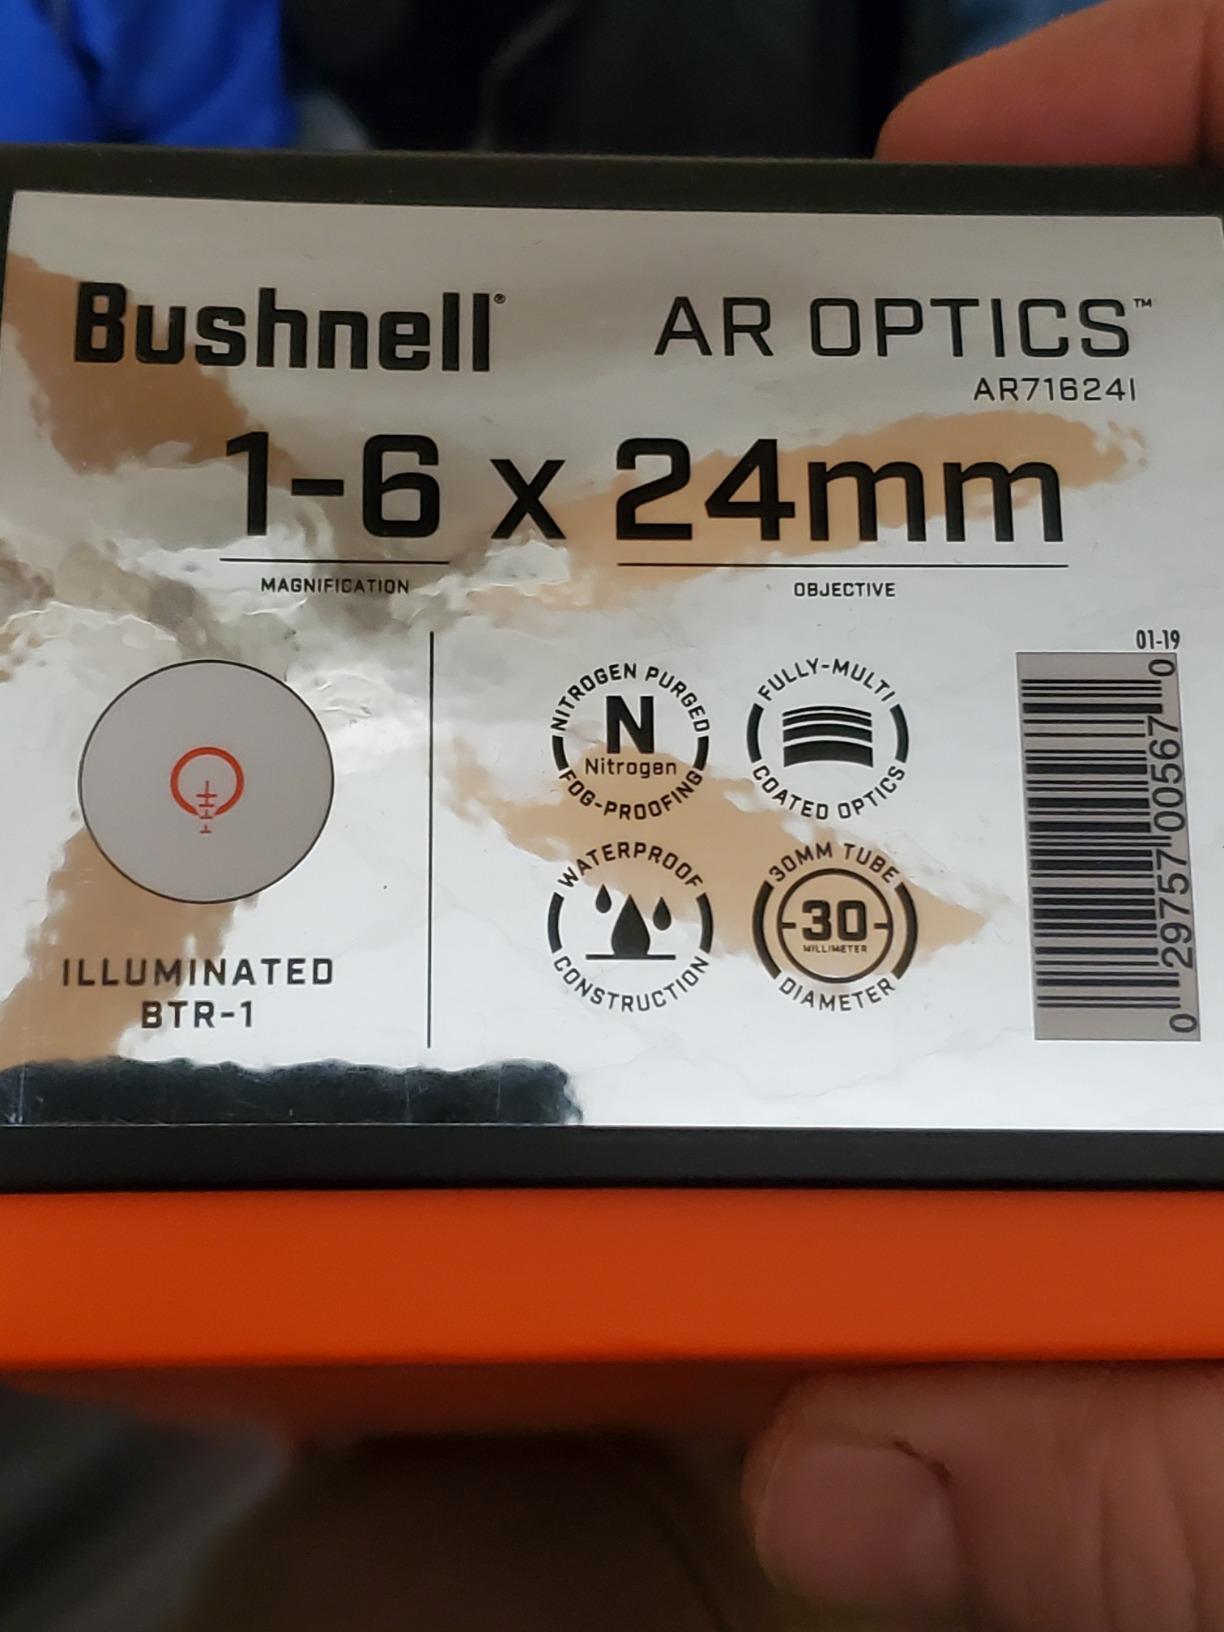 Bushnell®
AR OPTICS™
AR71624I
1-6 x 24mm
MAGNIFICATION
OBJECTIVE
ILLUMINATED
BTR-1
NITROGEN PURGED
N
Nitrogen
FOG-PROOFING
FULLY-MULTI
COATED OPTICS
WATERPROOF
CONSTRUCTION
30MM TUBE
30
MILLIMETER
DIAMETER
01-19
0 29757 00567 0